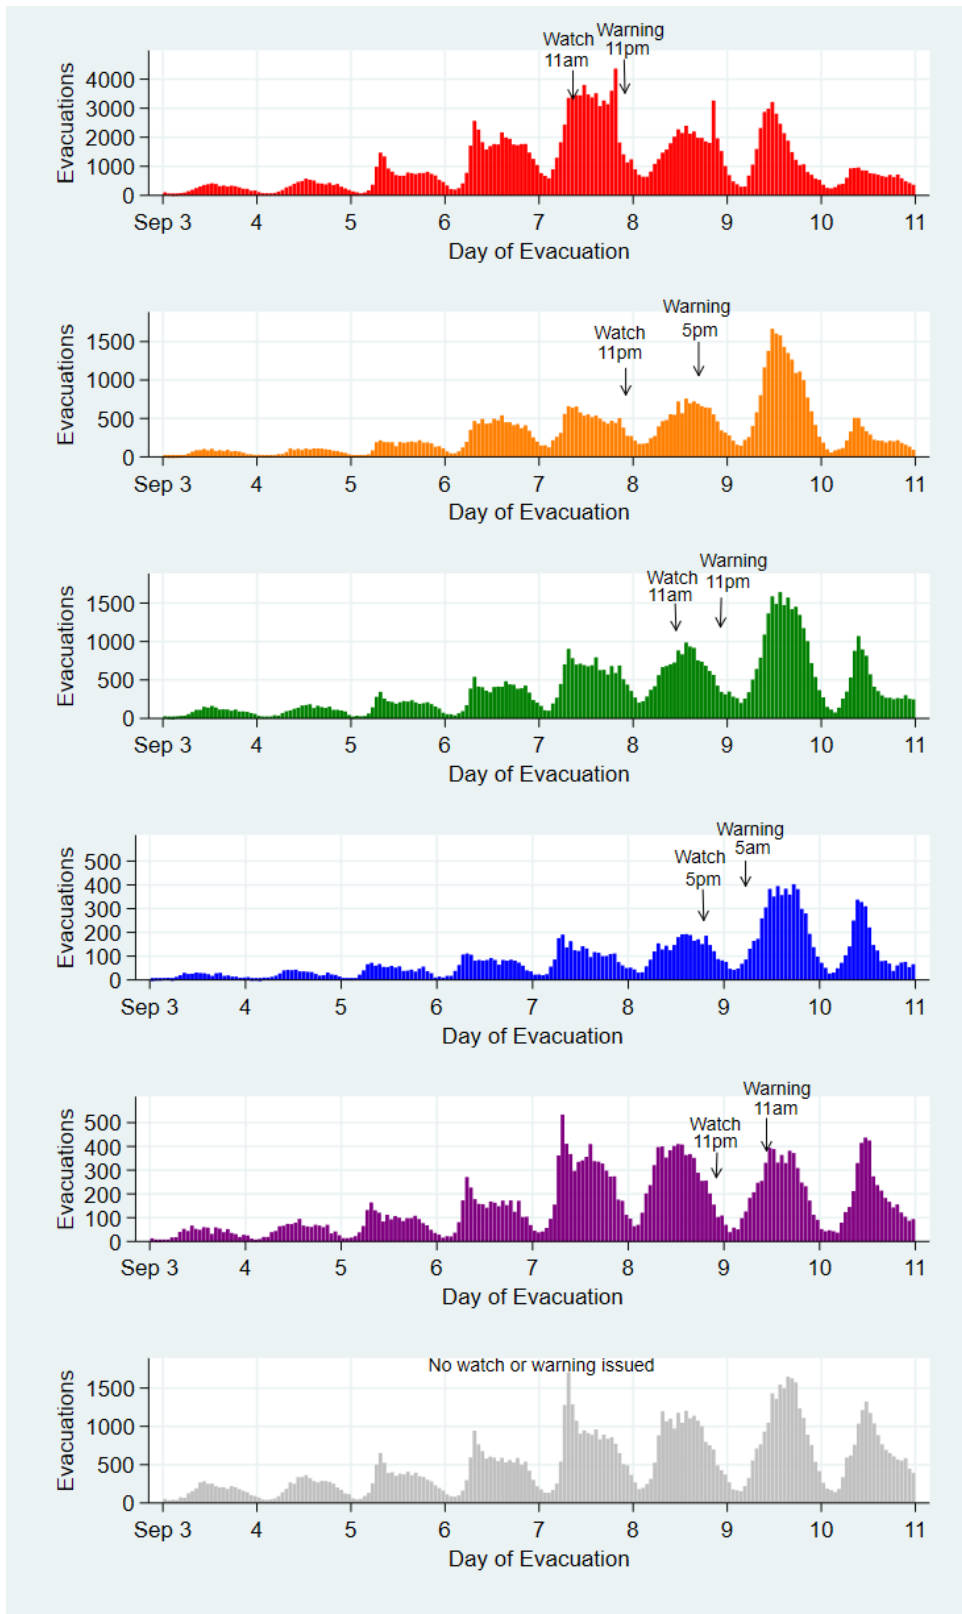 Watch Warning
11am 11pm
Evacuations
4000
3000
2000
1000
0
Sep 3 4 5 6 7 8 9 10 11
Day of Evacuation
Warning
5pm
Watch
11pm
Evacuations
1500
1000
500
0
Sep 3 4 5 6 7 8 9 10 11
Day of Evacuation
Warning
11pm
Watch
11am
Evacuations
1500
1000
500
0
Sep 3 4 5 6 7 8 9 10 11
Day of Evacuation
Warning
5am
Watch
5pm
Evacuations
500
400
300
200
100
0
Sep 3 4 5 6 7 8 9 10 11
Day of Evacuation
Warning
11am
Watch
11pm
Evacuations
500
400
300
200
100
0
Sep 3 4 5 6 7 8 9 10 11
Day of Evacuation
No watch or warning issued
Evacuations
1500
1000
500
0
Sep 3 4 5 6 7 8 9 10 11
Day of Evacuation